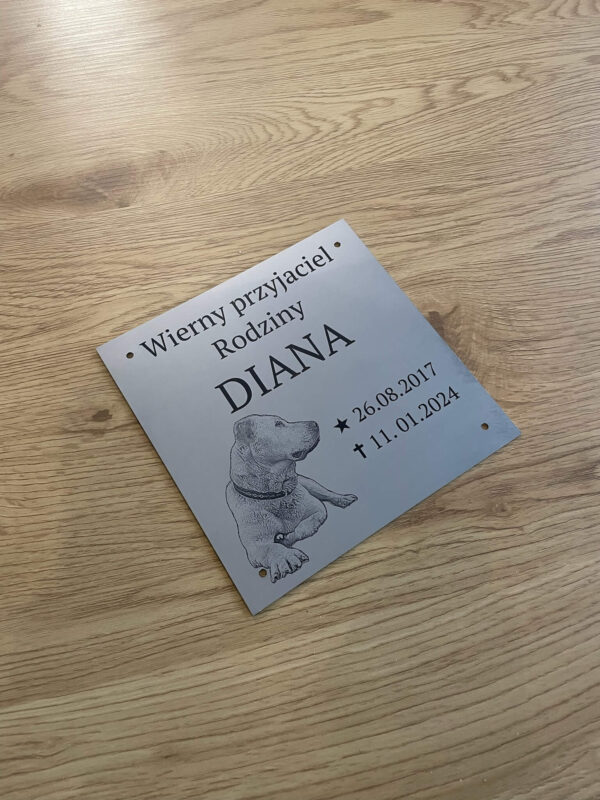 Wierny przyjaciel
Rodziny
DIANA
★ 26.08.2017
✝ 11.01.2024